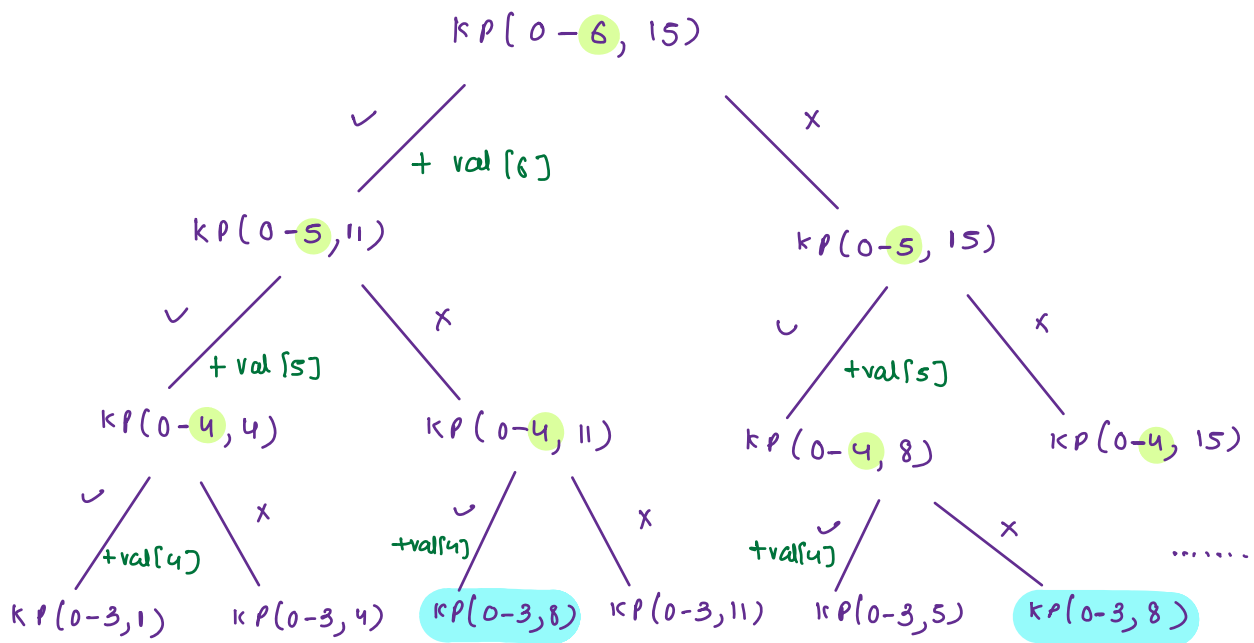 KP(0-6, 15)
✓ ×
+ val[6]
KP(0-5, 11) KP(0-5, 15)
✓ × ✓ ×
+ val[5] +val[5]
KP(0-4, 4) KP(0-4, 11) KP(0-4, 8) KP(0-4, 15)
✓ × ✓ × ✓ ×
+val[4] +val[4] +val[4] ........
KP(0-3, 1) KP(0-3, 4) KP(0-3, 8) KP(0-3, 11) KP(0-3, 5) KP(0-3, 8)